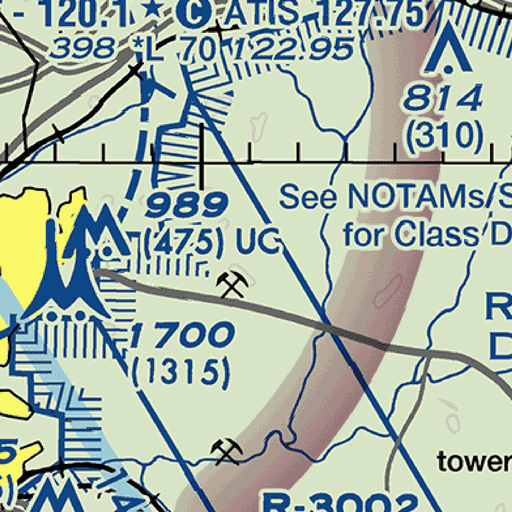 - 120.1 ★ C ATIS 127.75
398 *L 70 122.95
814
(310)
See NOTAMs/S
for Class D
989
(475) UC
1700
(1315)
R
D
tower
R-3002